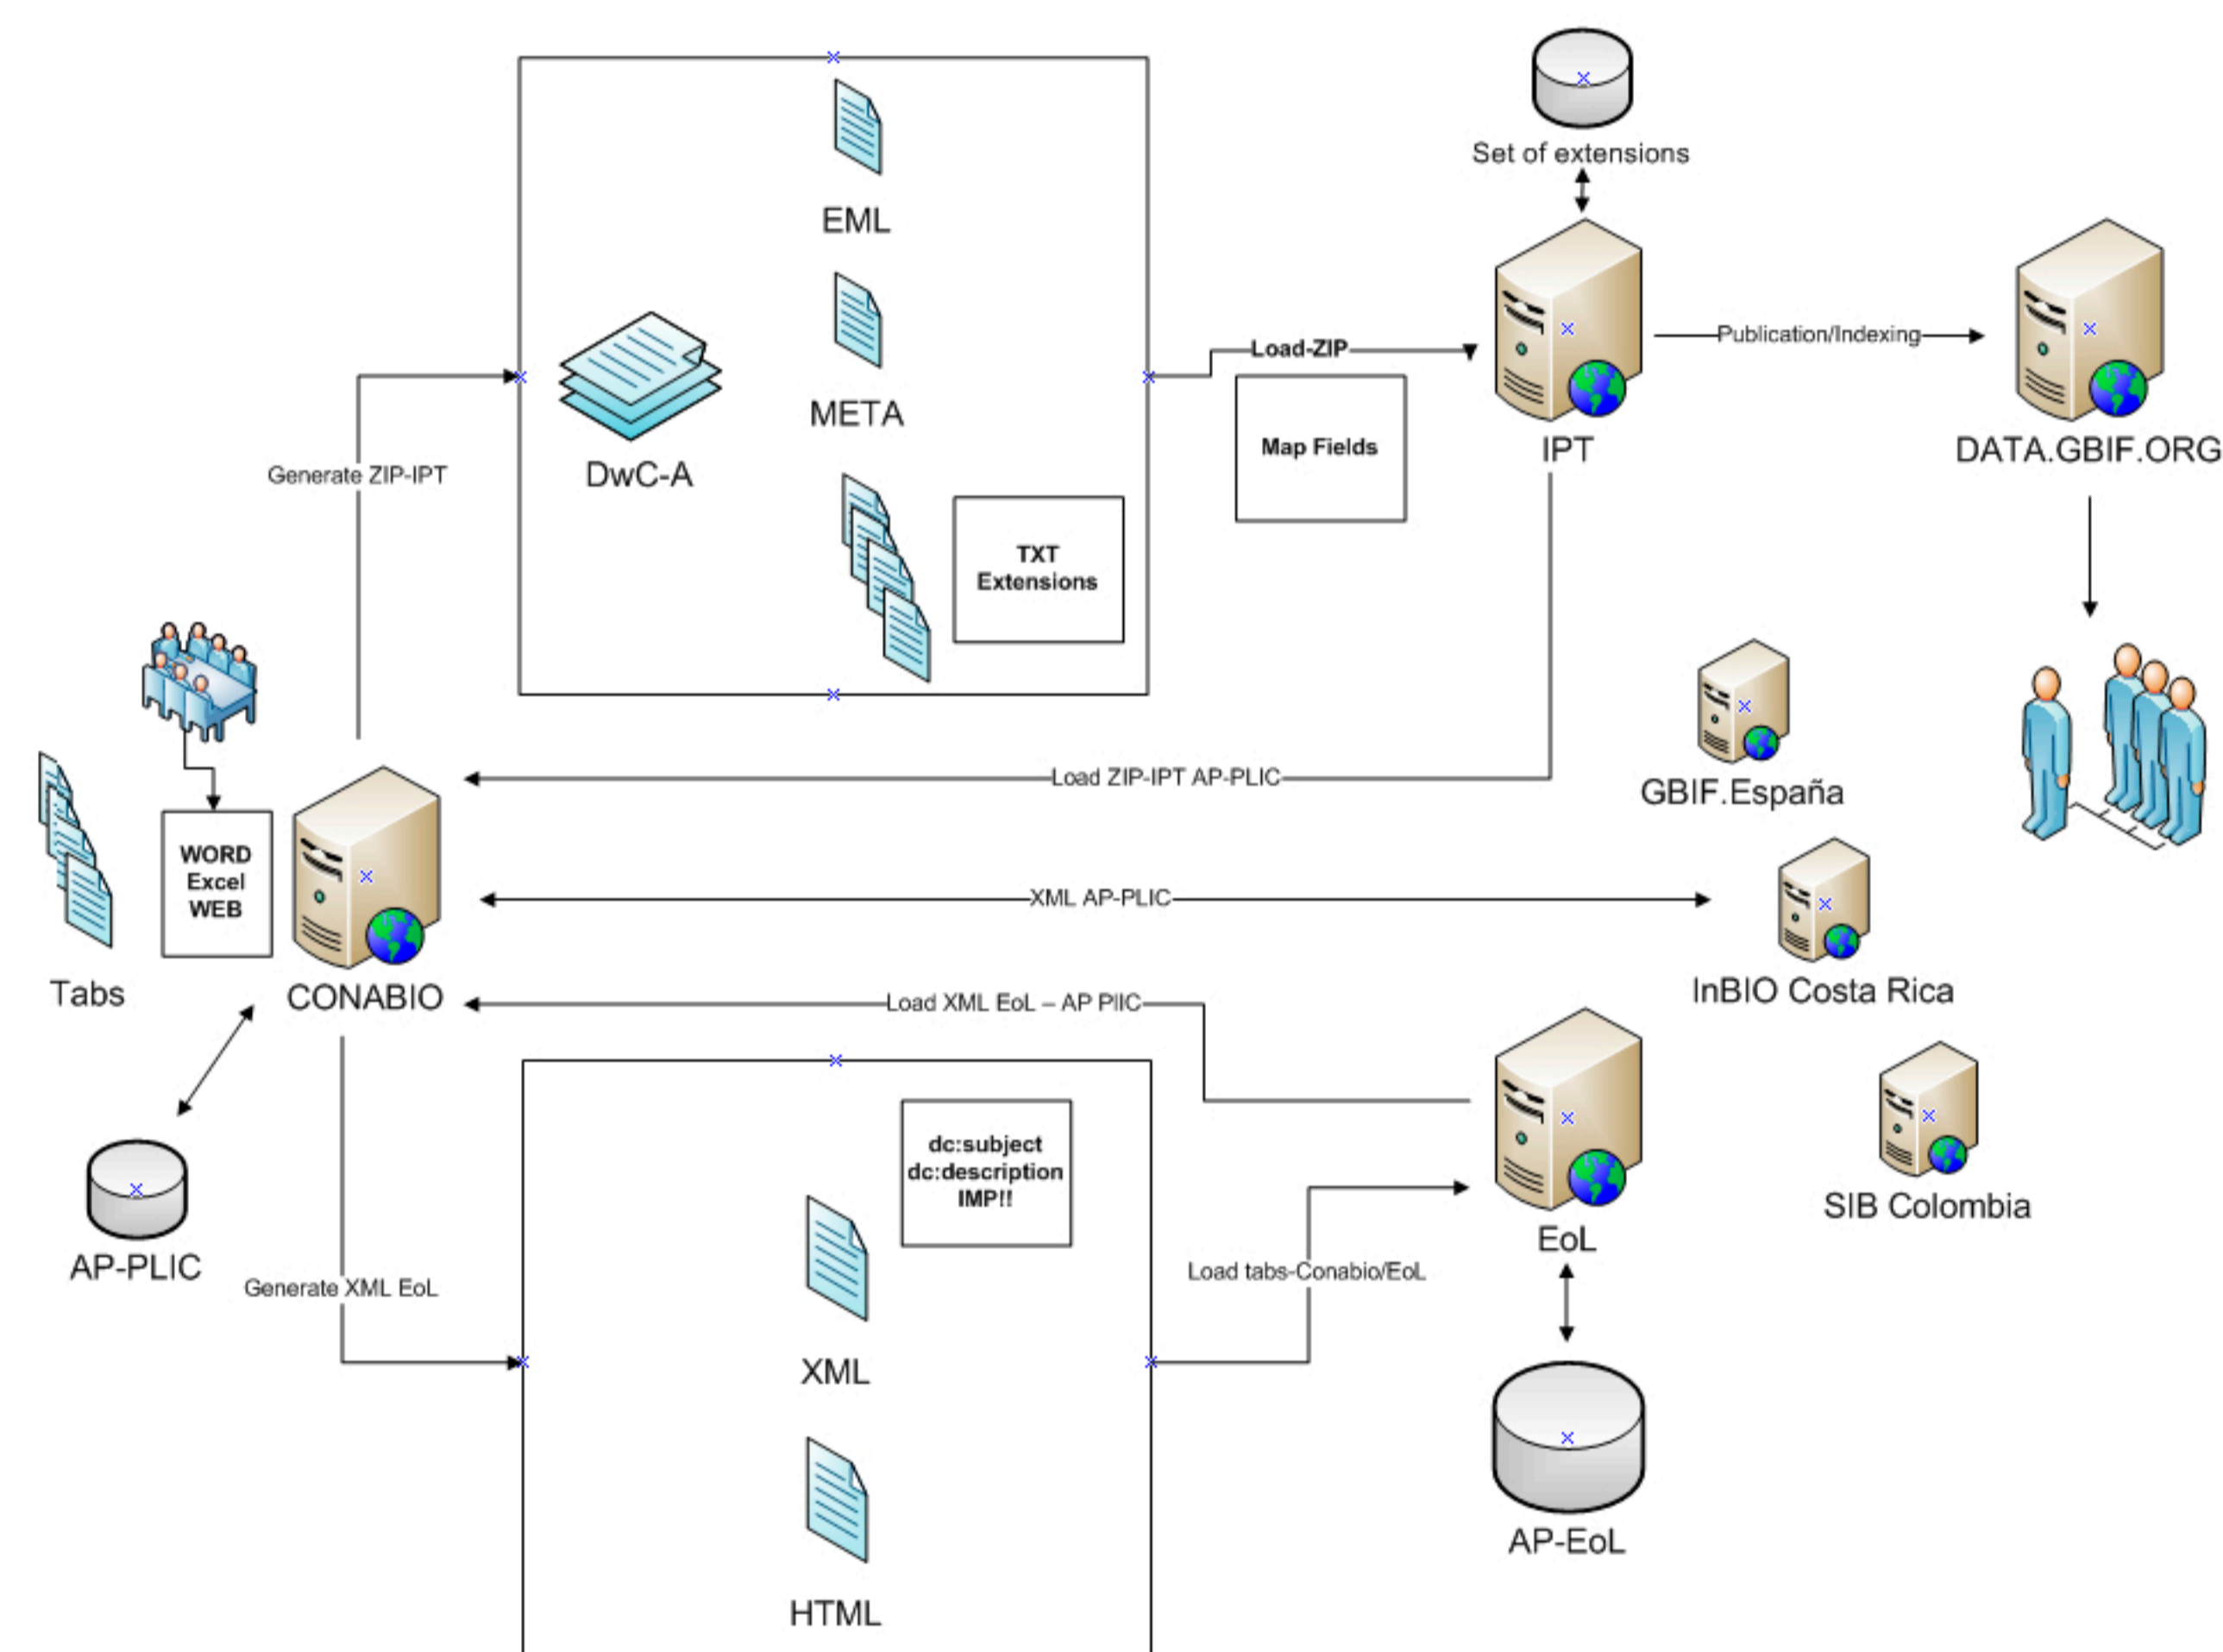 Set of extensions
EML
META
DwC-A
TXT
Extensions
Generate ZIP-IPT
Load-ZIP
Map Fields
IPT
Publication/Indexing
DATA.GBIF.ORG
Load ZIP-IPT AP-PLIC
GBIF.España
WORD
Excel
WEB
Tabs
CONABIO
XML AP-PLIC
InBIO Costa Rica
Load XML EoL – AP PlIC
dc:subject
dc:description
IMP!!
EoL
SIB Colombia
AP-PLIC
Generate XML EoL
Load tabs-Conabio/EoL
XML
AP-EoL
HTML